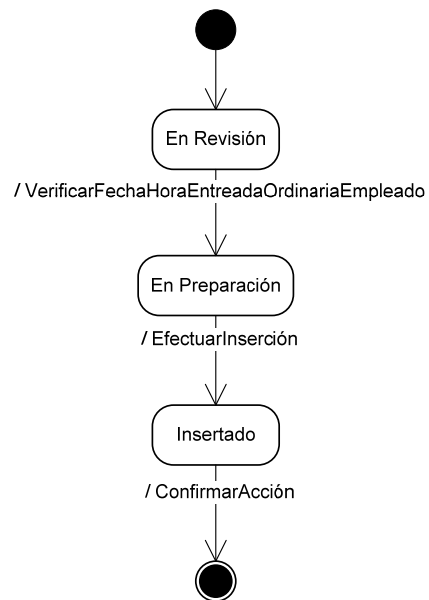 En Revisión
/ VerificarFechaHoraEntreadaOrdinariaEmpleado
En Preparación
/ EfectuarInserción
Insertado
/ ConfirmarAcción